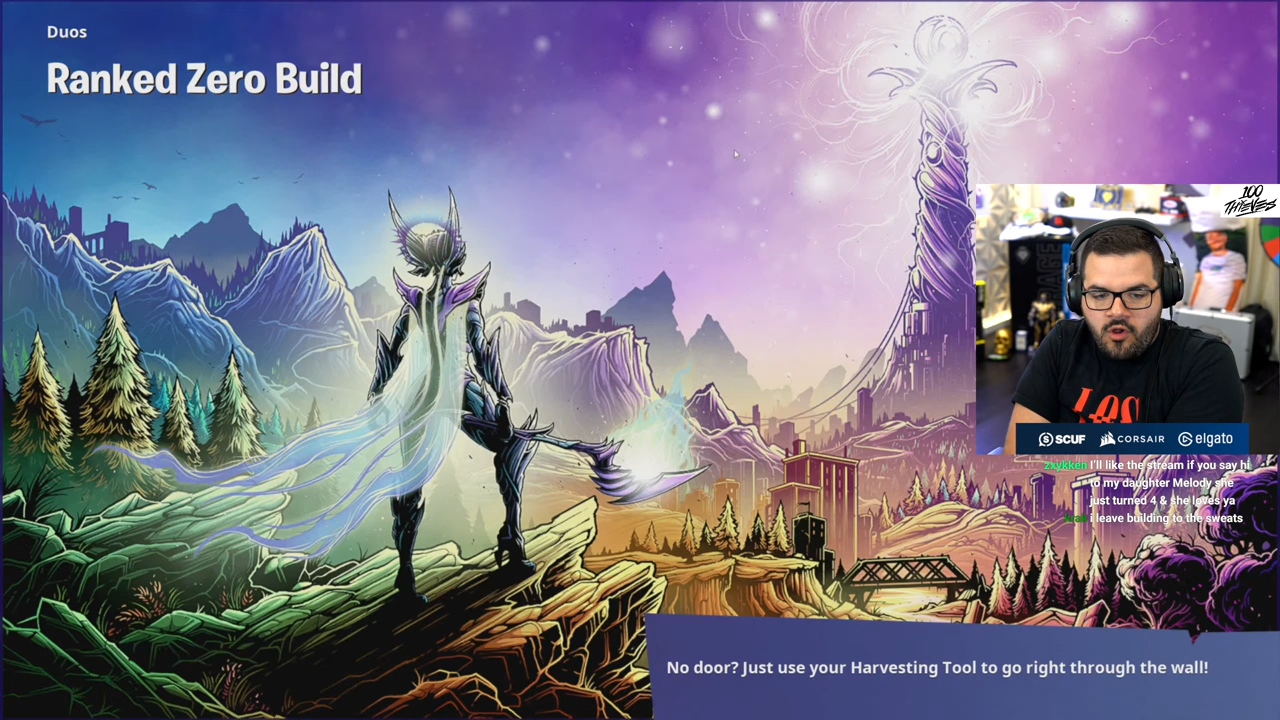 Duos
Ranked Zero Build
100
THIEVES
LOS
SCUF CORSAIR elgato
zxykken I'll like the stream if you say hi
to my daughter Melody she
just turned 4 & she loves ya
i leave building to the sweats
No door? Just use your Harvesting Tool to go right through the wall!